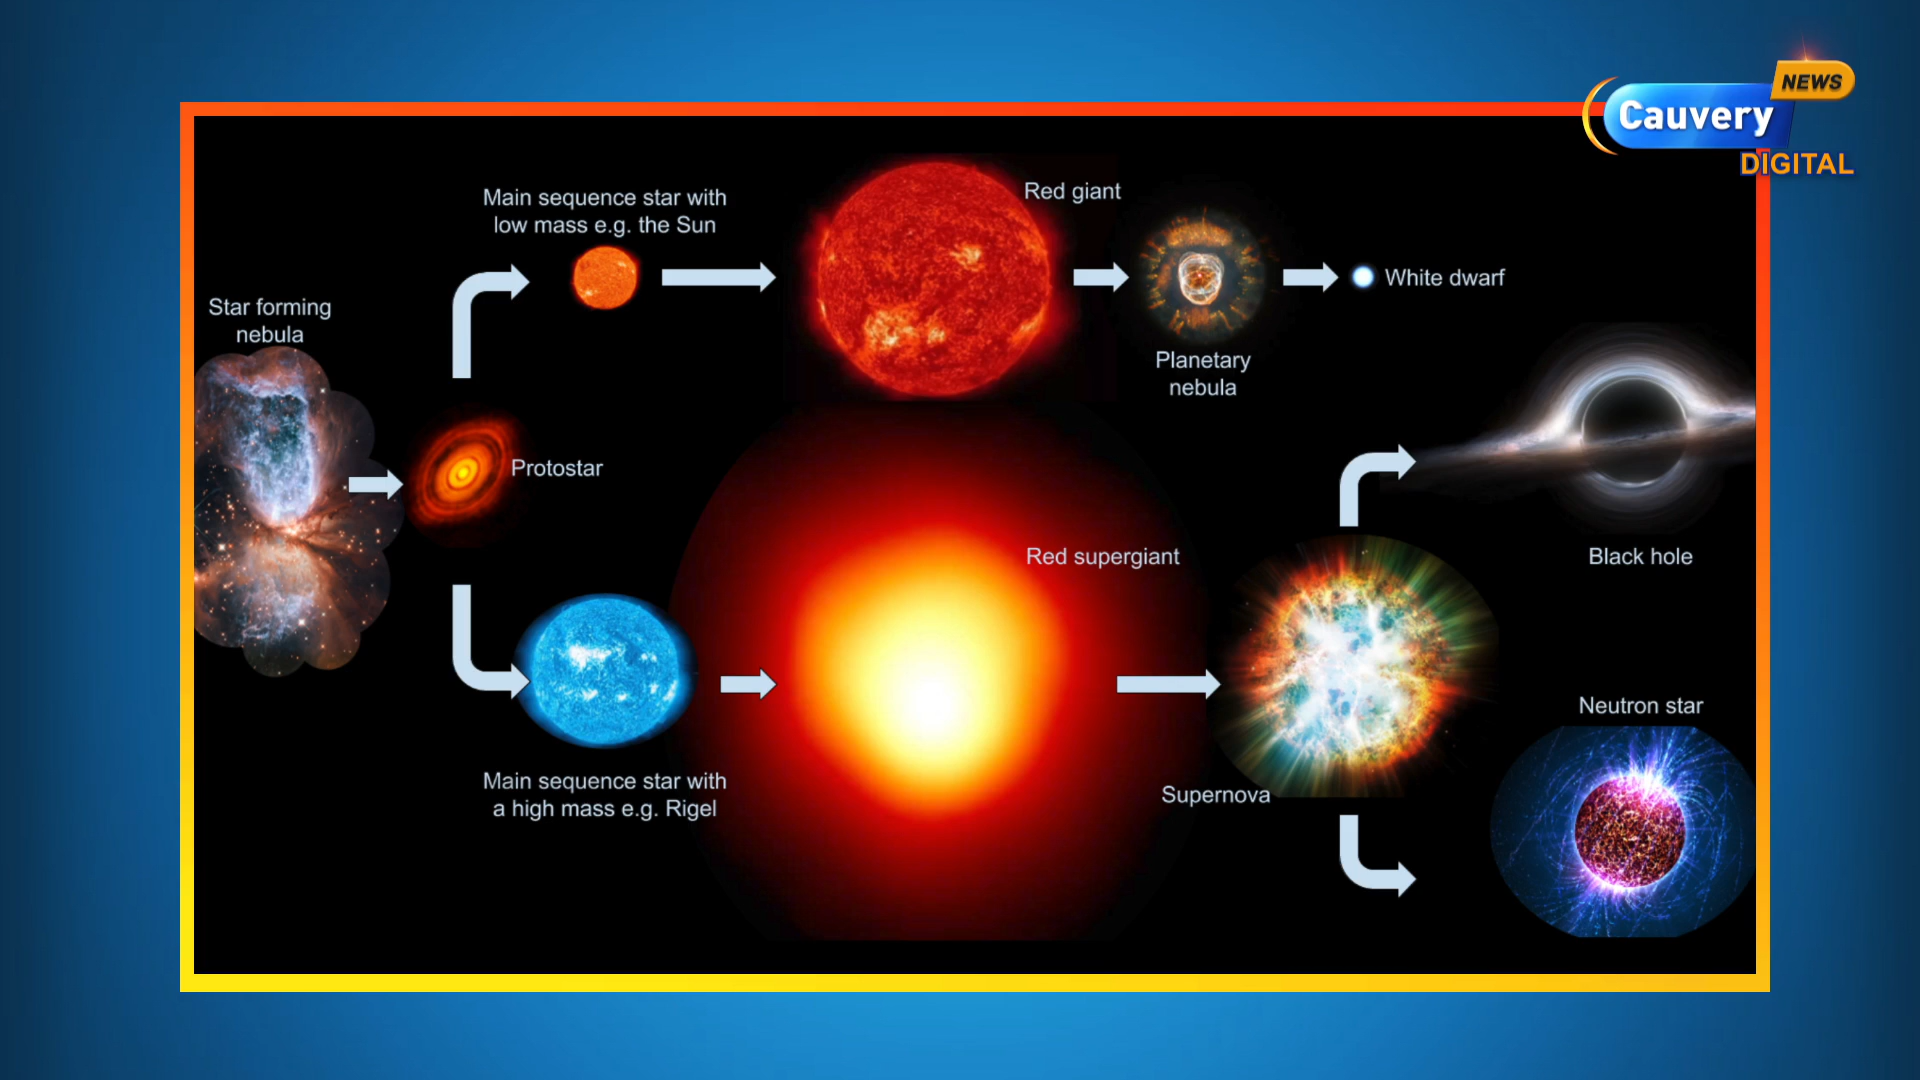 NEWS
Cauvery
DIGITAL
Main sequence star with
low mass e.g. the Sun
Red giant
White dwarf
Star forming
nebula
Planetary
nebula
Protostar
Red supergiant
Black hole
Neutron star
Main sequence star with
a high mass e.g. Rigel
Supernova